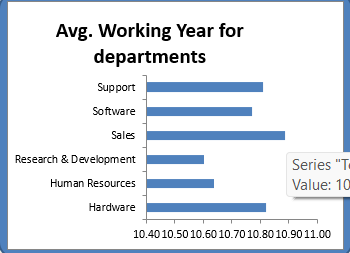 Avg. Working Year for
departments
Support
Software
Sales
Research & Development
Human Resources
Hardware
Series "T
Value: 10
10.40 10.50 10.60 10.70 10.80 10.90 11.00